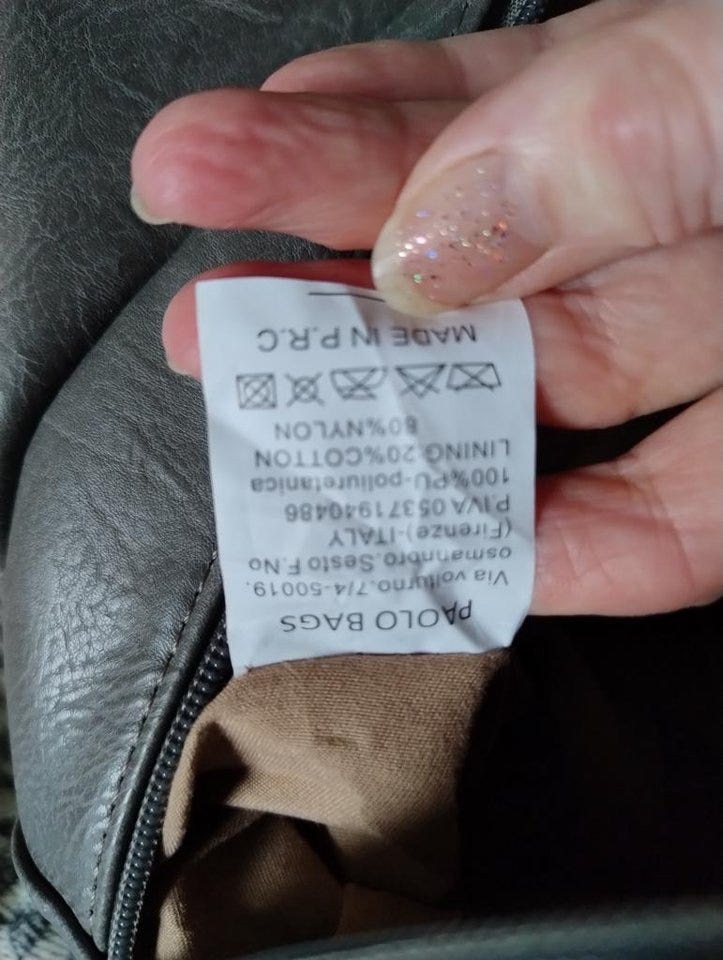 PAOLO BAGS
Via volturno.7/4-50019.
osmannoro.Sesto F.No
(Firenze)-ITALY
P.IVA 05371940486
100%PU-poliuretanica
LINING-20%COTTON
80%NYLON
MADE IN P.R.C